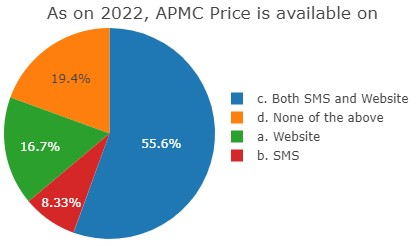 As on 2022, APMC Price is available on
19.4%
55.6%
16.7%
8.33%
c. Both SMS and Website
d. None of the above
a. Website
b. SMS